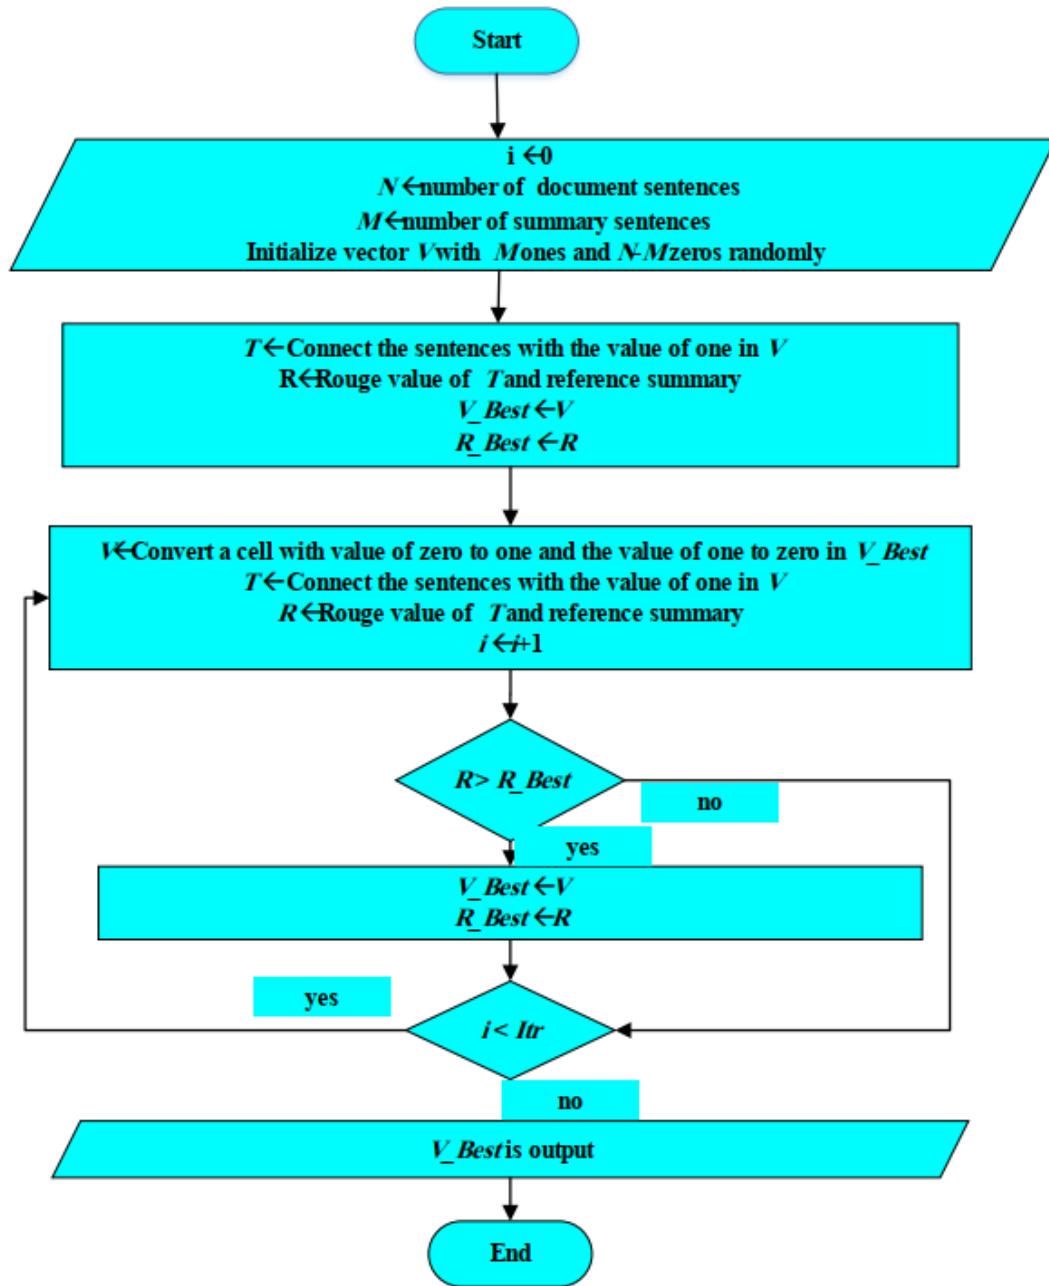 Start
i ←0
N←number of document sentences
M←number of summary sentences
Initialize vector V with M ones and N-M zeros randomly
T←Connect the sentences with the value of one in V
R←Rouge value of T and reference summary
V_Best←V
R_Best←R
V←Convert a cell with value of zero to one and the value of one to zero in V_Best
T←Connect the sentences with the value of one in V
R←Rouge value of T and reference summary
i←i+1
R> R_Best
no
yes
V_Best←V
R_Best←R
yes
i< Itr
no
V_Best is output
End